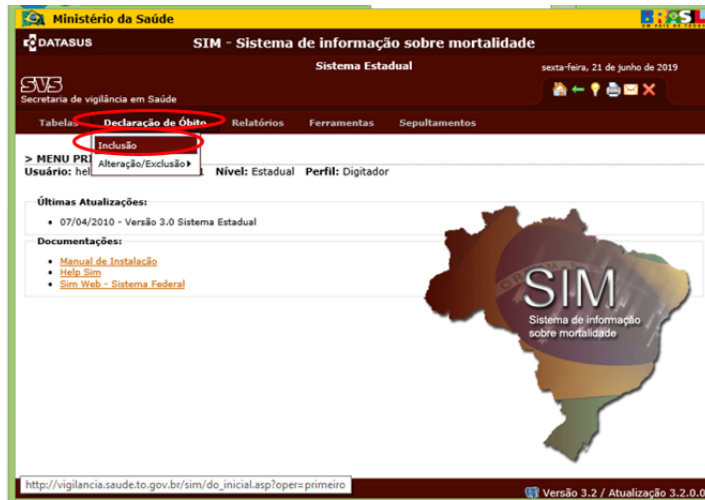 Ministério da Saúde
BRASIL
DATASUS
SIM - Sistema de informação sobre mortalidade
Sistema Estadual
sexta-feira, 21 de junho de 2019
SVS
Secretaria de vigilância em Saúde
Tabelas Declaração de Óbito Relatórios Ferramentas Sepultamentos
Inclusão
Alteração/Exclusão
> MENU PRI
Usuário: hel 1 Nível: Estadual Perfil: Digitador
Últimas Atualizações:
07/04/2010 - Versão 3.0 Sistema Estadual
Documentações:
Manual de Instalação
Help Sim
Sim Web - Sistema Federal
SIM
Sistema de informação
sobre mortalidade
http://vigilancia.saude.to.gov.br/sim/do_inicial.asp?oper=primeiro
Versão 3.2 / Atualização 3.2.0.0